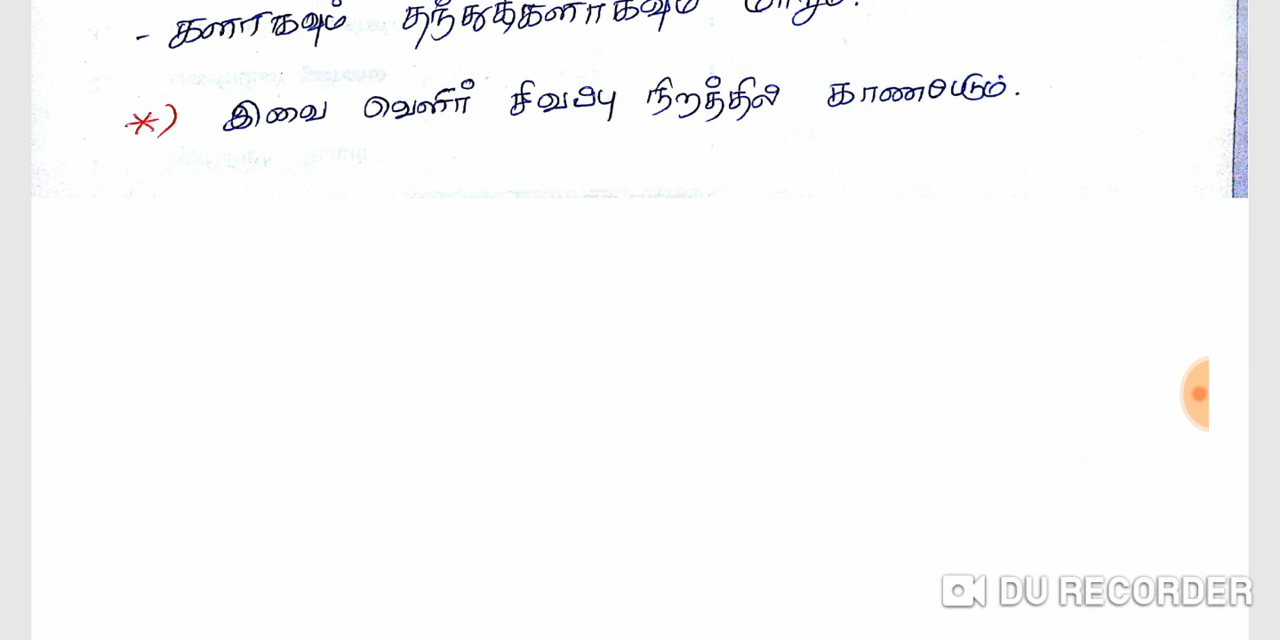 - களாகவும் தந்துகளாகவும் மாறும்.
*) இவை வெளிர் சிவப்பு நிறத்தில் காணப்படும்.
DU RECORDER